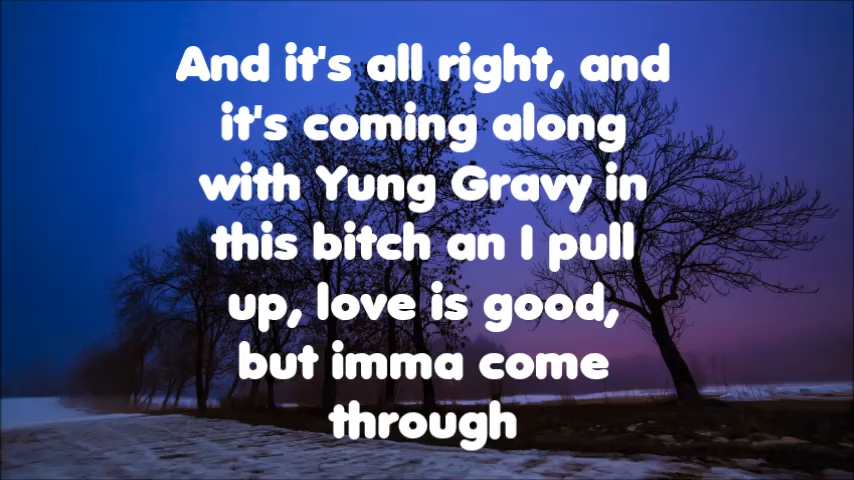 And it's all right, and
it's coming along
with Yung Gravy in
this bitch an I pull
up, love is good,
but imma come
through